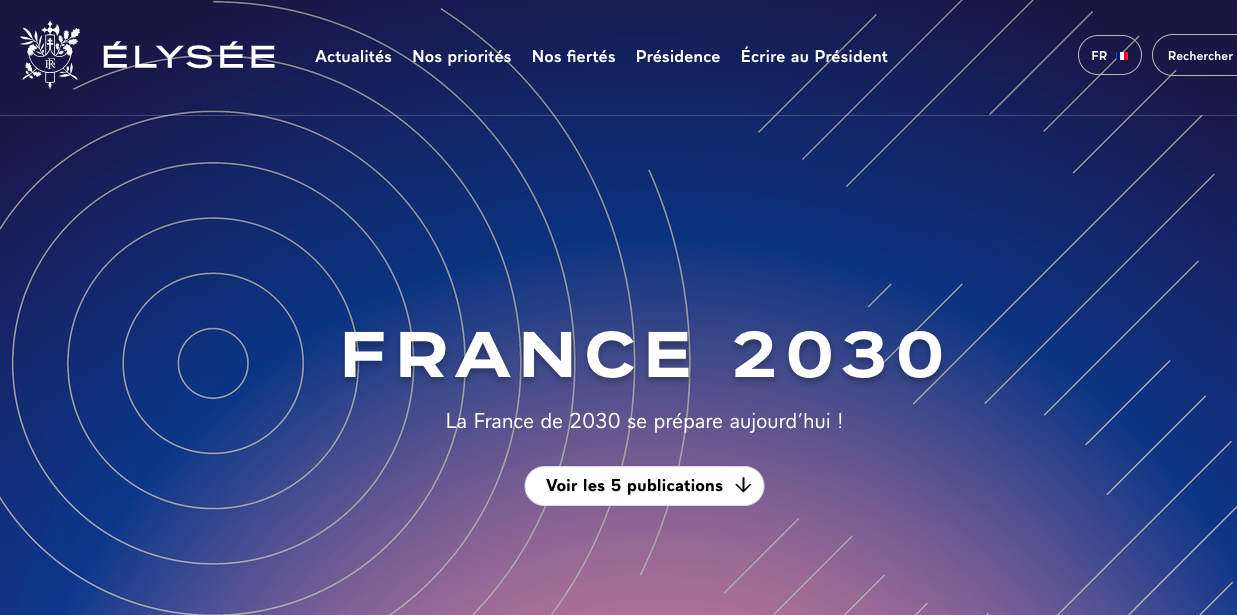 ÉLYSÉE
Actualités Nos priorités Nos fiertés Présidence Écrire au Président
FR
Rechercher
FRANCE 2030
La France de 2030 se prépare aujourd’hui !
Voir les 5 publications